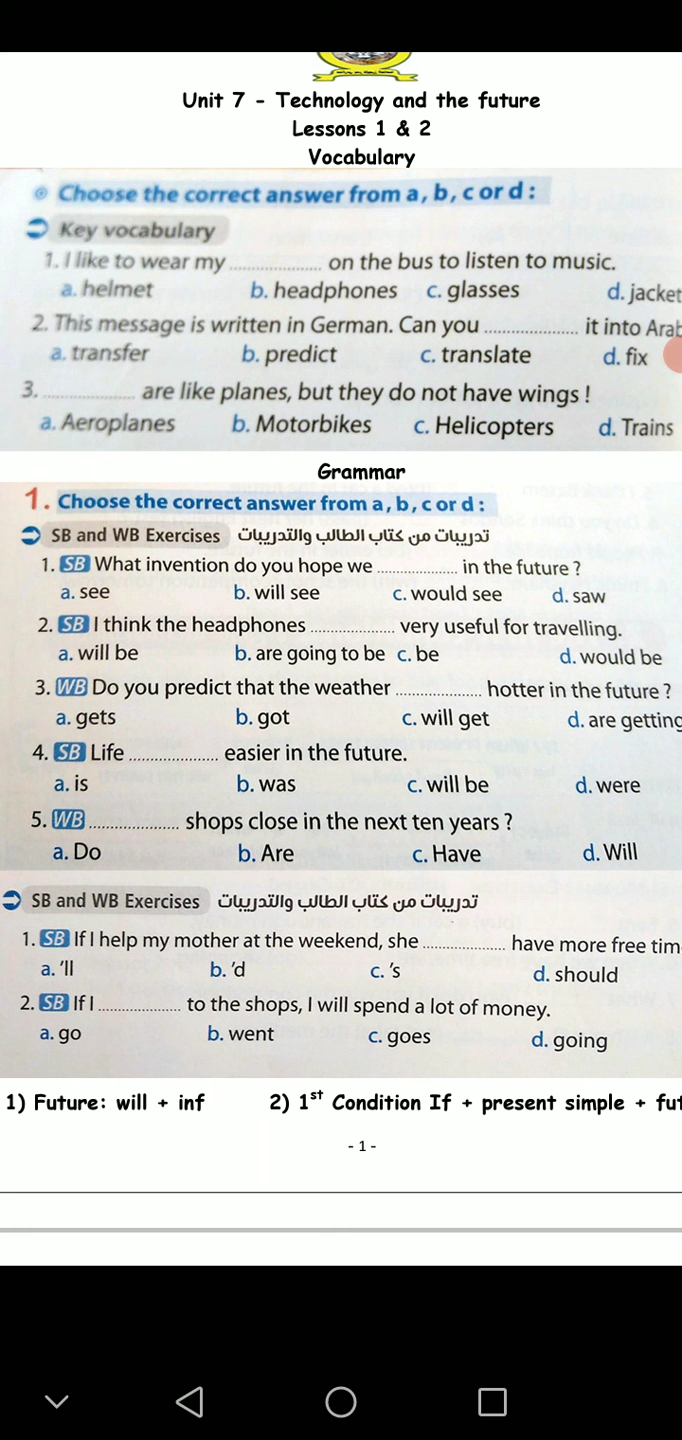 Unit 7 - Technology and the future
Lessons 1 & 2
Vocabulary
Choose the correct answer from a, b, c or d :
Key vocabulary
1. I like to wear my .................... on the bus to listen to music.
a. helmet b. headphones c. glasses d. jacket
2. This message is written in German. Can you .................... it into Arab
a. transfer b. predict c. translate d. fix
3. .................... are like planes, but they do not have wings !
a. Aeroplanes b. Motorbikes c. Helicopters d. Trains
Grammar
1. Choose the correct answer from a, b, c or d :
SB and WB Exercises تدريبات من كتاب الطالب والتدريبات
1. SB What invention do you hope we .................... in the future ?
a. see b. will see c. would see d. saw
2. SB I think the headphones .................... very useful for travelling.
a. will be b. are going to be c. be d. would be
3. WB Do you predict that the weather .................... hotter in the future ?
a. gets b. got c. will get d. are getting
4. SB Life .................... easier in the future.
a. is b. was c. will be d. were
5. WB .................... shops close in the next ten years ?
a. Do b. Are c. Have d. Will
SB and WB Exercises تدريبات من كتاب الطالب والتدريبات
1. SB If I help my mother at the weekend, she .................... have more free tim
a. 'll b. 'd c. 's d. should
2. SB If I .................... to the shops, I will spend a lot of money.
a. go b. went c. goes d. going
1) Future: will + inf 2) 1st Condition If + present simple + fut
- 1 -